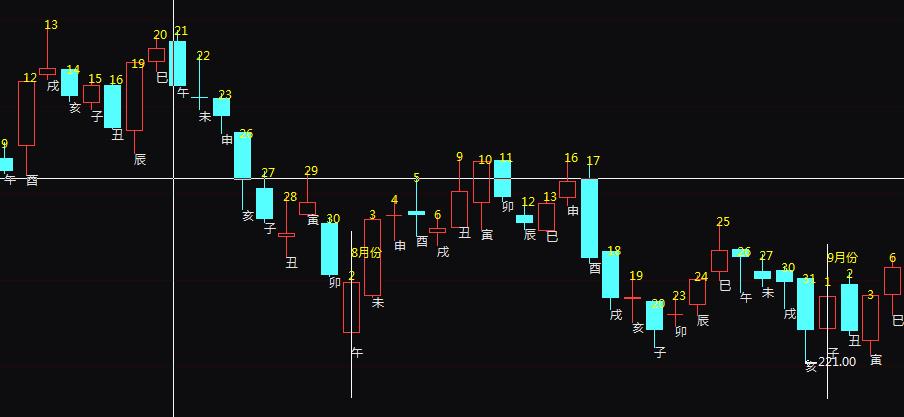 9
午
12
酉
13
戌
14
亥
15
子
16
丑
19
辰
20
巳
21
午
22
未
23
申
26
亥
27
子
28
丑
29
寅
30
卯
8月份
2
午
3
未
4
申
5
酉
6
戌
9
丑
10
寅
11
卯
12
辰
13
巳
16
申
17
酉
18
戌
19
亥
20
子
23
卯
24
辰
25
巳
26
午
27
未
30
戌
31
亥
221.00
9月份
1
子
2
丑
3
寅
6
巳